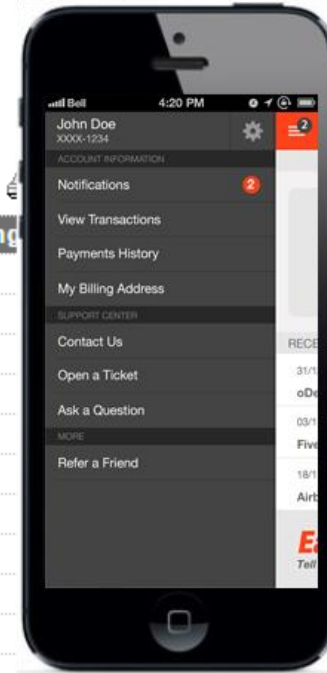 Bell 4:20 PM
John Doe
XXXX-1234
2
ACCOUNT INFORMATION
Notifications 2
View Transactions
Payments History
My Billing Address
SUPPORT CENTER
Contact Us
RECE
Open a Ticket
31/1
oDe
Ask a Question
03/1
Five
MORE
Refer a Friend
18/1
Airb
Ea
Tell